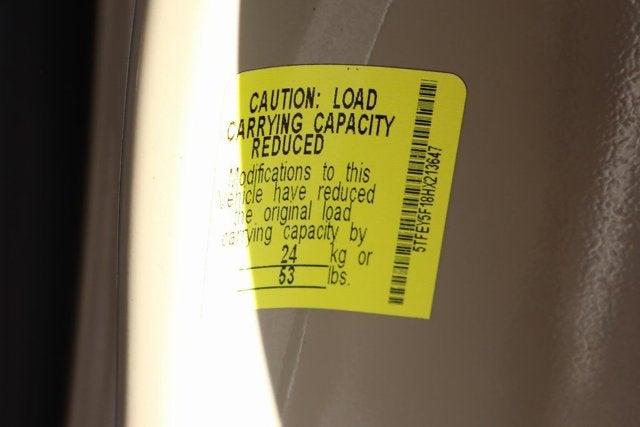 CAUTION: LOAD
CARRYING CAPACITY
REDUCED
Modifications to this
vehicle have reduced
the original load
carrying capacity by
24 kg or
53 lbs.
5TFEY5F18HX213647